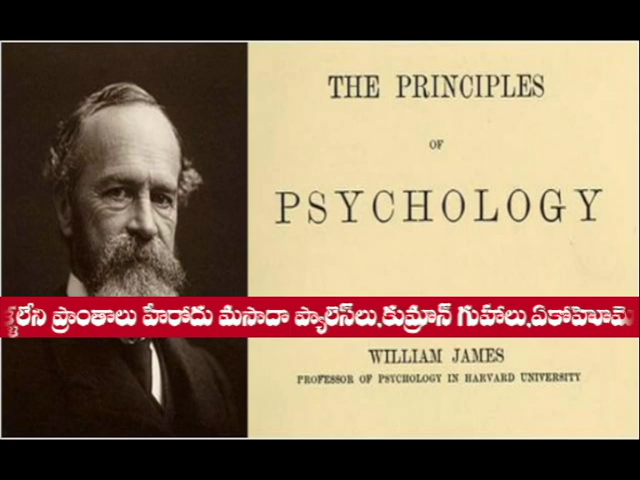 THE PRINCIPLES
OF
PSYCHOLOGY
ప్రాంతాలు హేరోదు మసాదా ప్యాలెస్‌లు,కుమ్రాన్ గుహలు,
WILLIAM JAMES
PROFESSOR OF PSYCHOLOGY IN HARVARD UNIVERSITY